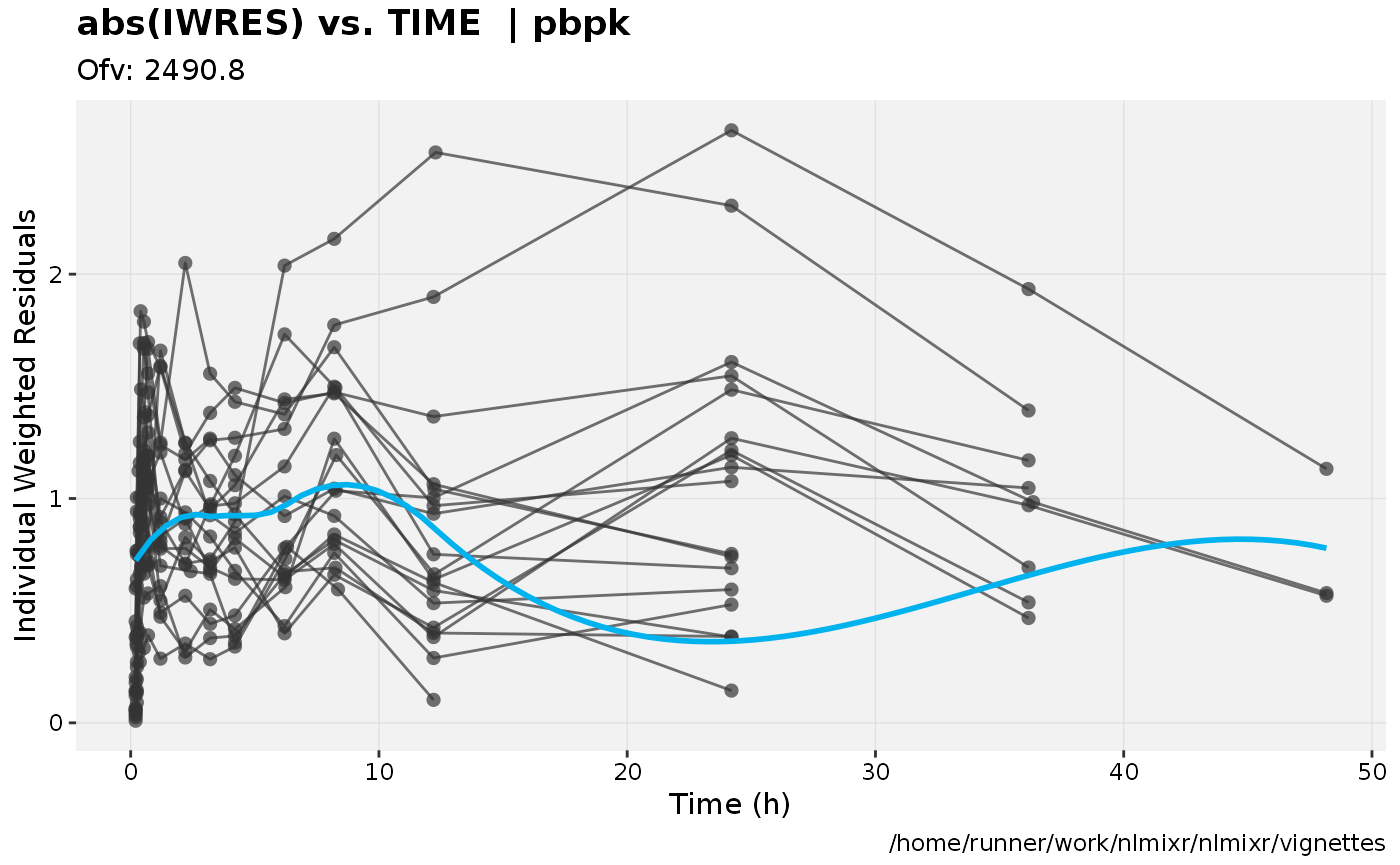 abs(IWRES) vs. TIME  | pbpk
Ofv: 2490.8
Individual Weighted Residuals
2
1
0
0 10 20 30 40 50
Time (h)
/home/runner/work/nlmixr/nlmixr/vignettes